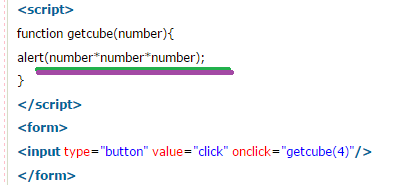 <script>
function getcube(number){
alert(number*number*number);
}
</script>
<form>
<input type="button" value="click" onclick="getcube(4)"/>
</form>